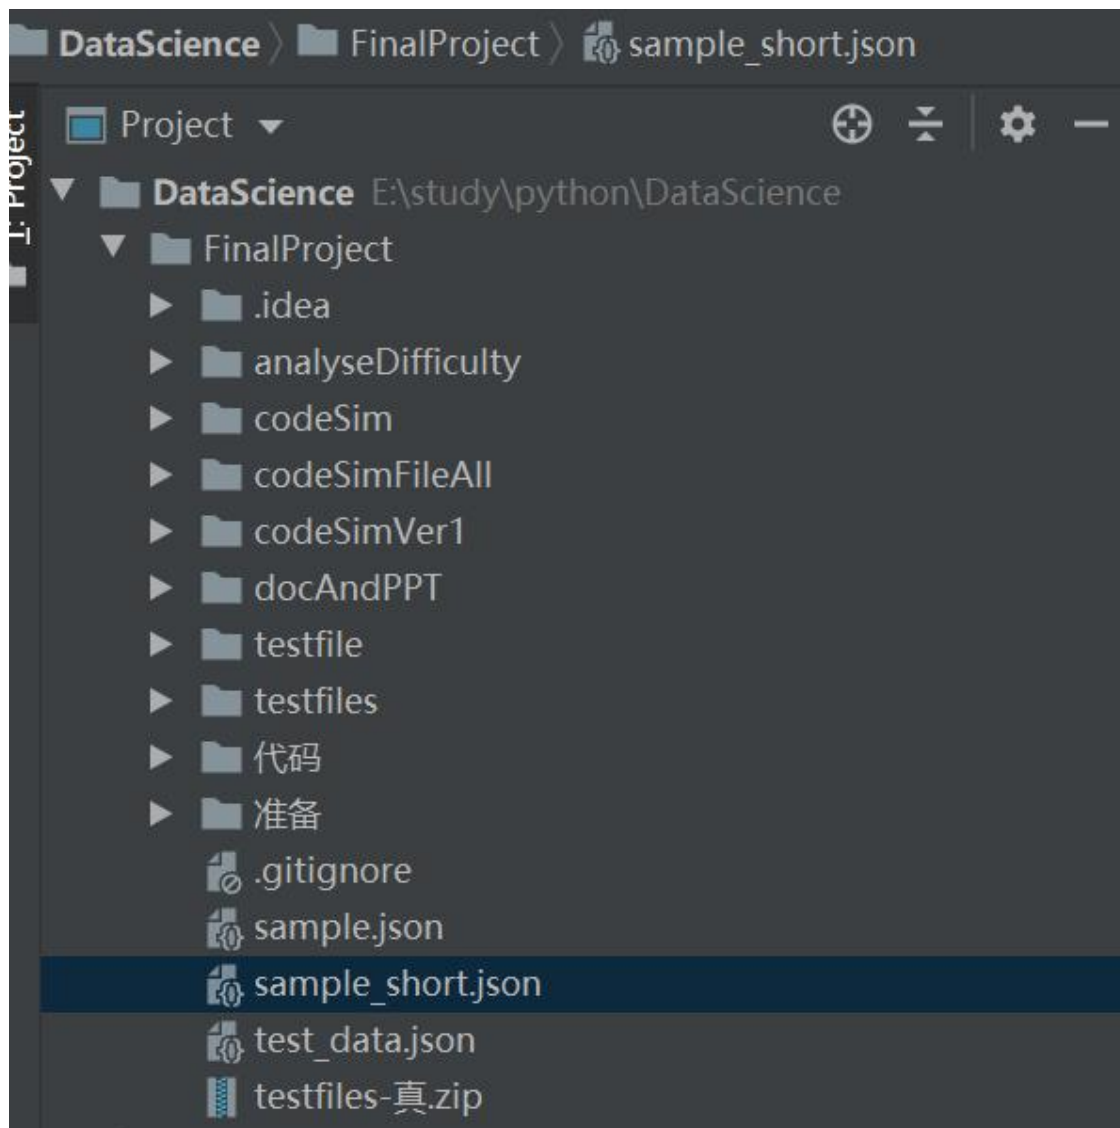 DataScience FinalProject sample_short.json
1: Project
Project
DataScience E:\study\python\DataScience
FinalProject
.idea
analyseDifficulty
codeSim
codeSimFileAll
codeSimVer1
docAndPPT
testfile
testfiles
代码
准备
.gitignore
sample.json
sample_short.json
test_data.json
testfiles-真.zip